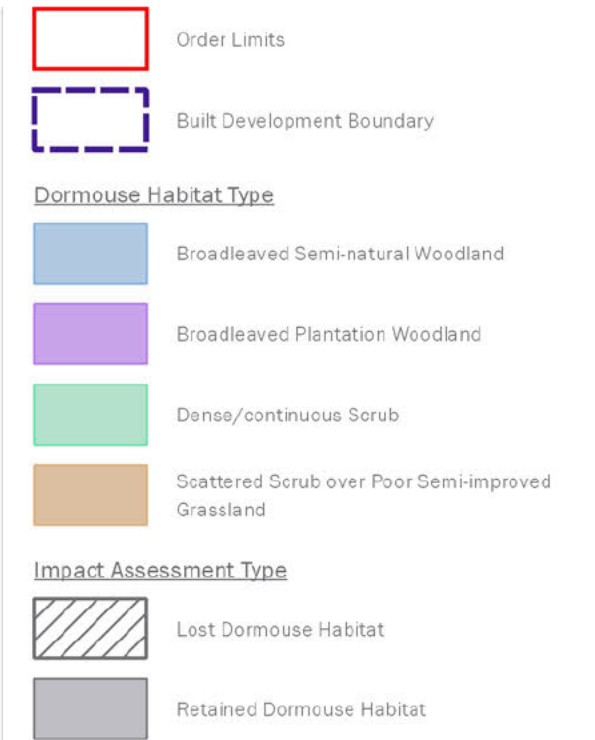 Order Limits
Built Development Boundary
Dormouse Habitat Type
Broadleaved Semi-natural Woodland
Broadleaved Plantation Woodland
Dense/continuous Scrub
Scattered Scrub over Poor Semi-improved
Grassland
Impact Assessment Type
Lost Dormouse Habitat
Retained Dormouse Habitat